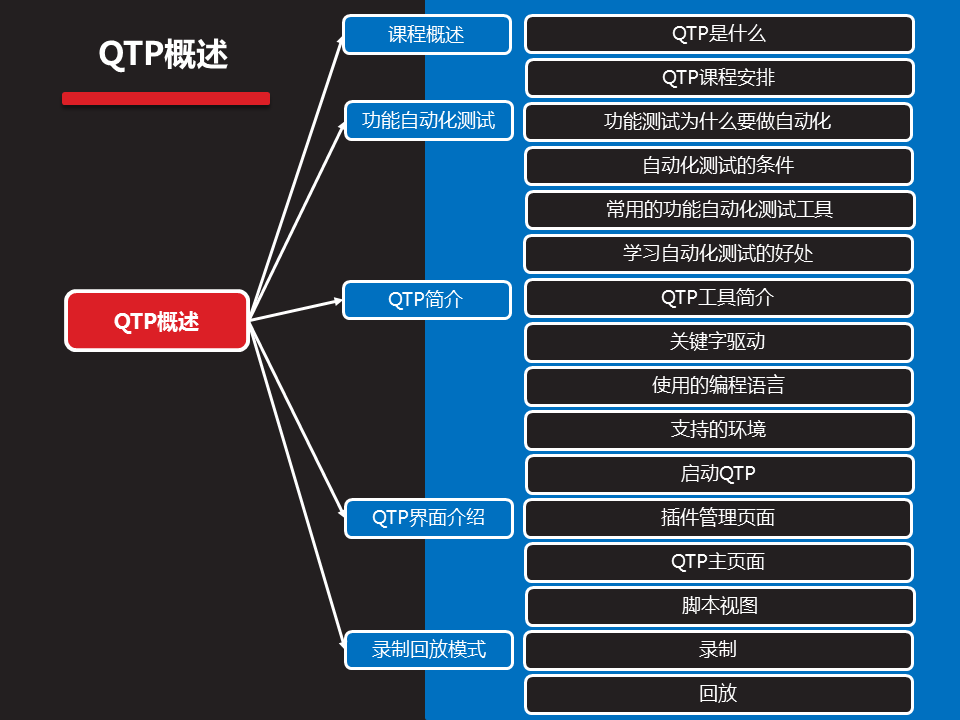 QTP概述
QTP概述
课程概述
QTP是什么
QTP课程安排
功能自动化测试
功能测试为什么要做自动化
自动化测试的条件
常用的功能自动化测试工具
学习自动化测试的好处
QTP简介
QTP工具简介
关键字驱动
使用的编程语言
支持的环境
启动QTP
QTP界面介绍
插件管理页面
QTP主页面
脚本视图
录制回放模式
录制
回放